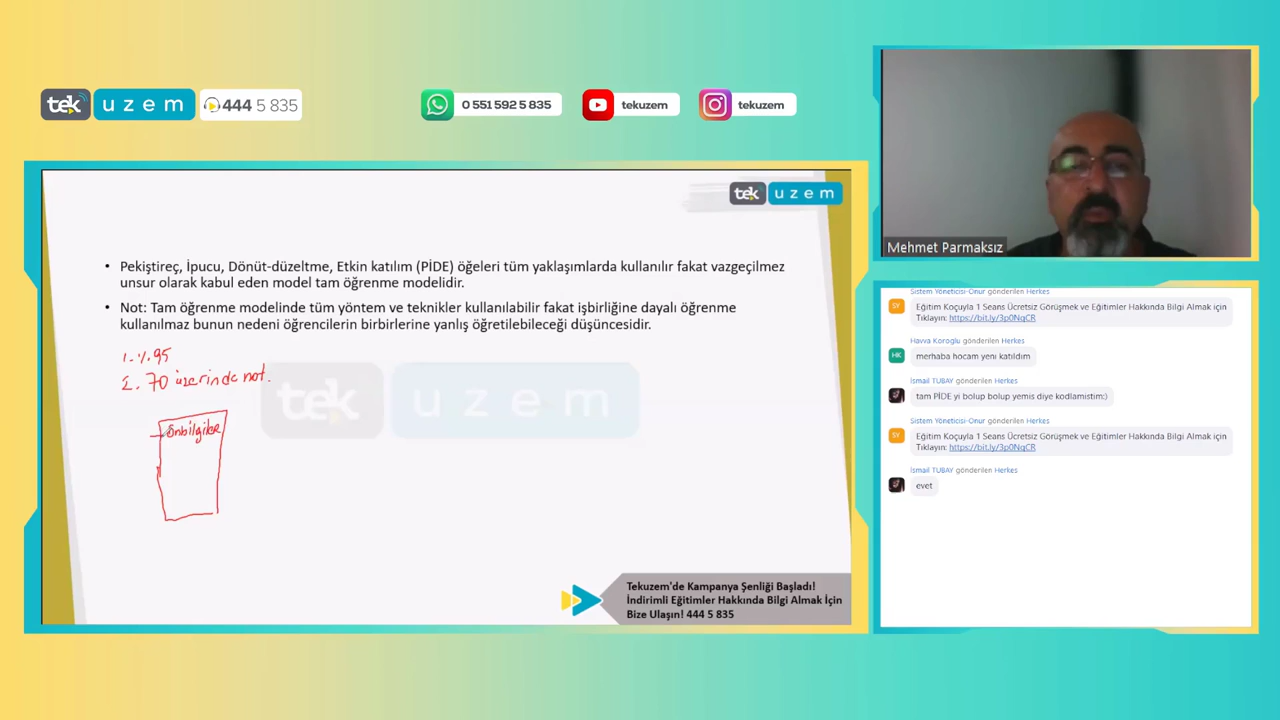 tek uzem 444 5 835
0 551 592 5 835
tekuzem
tekuzem
tek uzem
• Pekiştireç, İpucu, Dönüt-düzeltme, Etkin katılım (PİDE) öğeleri tüm yaklaşımlarda kullanılır fakat vazgeçilmez
unsur olarak kabul eden model tam öğrenme modelidir.
• Not: Tam öğrenme modelinde tüm yöntem ve teknikler kullanılabilir fakat işbirliğine dayalı öğrenme
kullanılmaz bunun nedeni öğrencilerin birbirlerine yanlış öğretilebileceği düşüncesidir.
1. %95
2. 70 üzerinde not.
önbilgiler
tek uzem
Tekuzem'de Kampanya Şenliği Başladı!
İndirimli Eğitimler Hakkında Bilgi Almak İçin
Bize Ulaşın! 444 5 835
Mehmet Parmaksız
Sistem Yöneticisi-Onur gönderilen Herkes
SY
Eğitim Koçuyla 1 Seans Ücretsiz Görüşmek ve Eğitimler Hakkında Bilgi Almak için
Tıklayın: https://bit.ly/3p0NqCR
Havva Koroglu gönderilen Herkes
HK
merhaba hocam yeni katıldım
İsmail TUBAY gönderilen Herkes
tam PİDE yi bolup bolup yemis diye kodlamistim:)
Sistem Yöneticisi-Onur gönderilen Herkes
SY
Eğitim Koçuyla 1 Seans Ücretsiz Görüşmek ve Eğitimler Hakkında Bilgi Almak için
Tıklayın: https://bit.ly/3p0NqCR
İsmail TUBAY gönderilen Herkes
evet